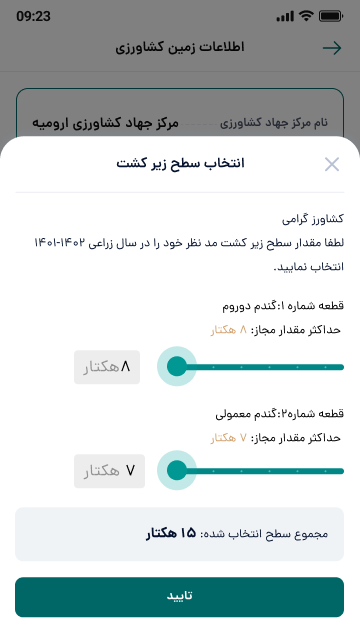 09:23
اطلاعات زمین کشاورزی
نام مرکز جهاد کشاورزی
مرکز جهاد کشاورزی ارومیه
انتخاب سطح زیر کشت
کشاورز گرامی
لطفا مقدار سطح زیر کشت مد نظر خود را در سال زراعی ۱۴۰۲-۱۴۰۱
انتخاب نمایید.
قطعه شماره ۱:گندم دوروم
حداکثر مقدار مجاز: ۸ هکتار
۸هکتار
قطعه شماره۲:گندم معمولی
حداکثر مقدار مجاز: ۷ هکتار
۷ هکتار
مجموع سطح انتخاب شده: ۱۵ هکتار
تایید